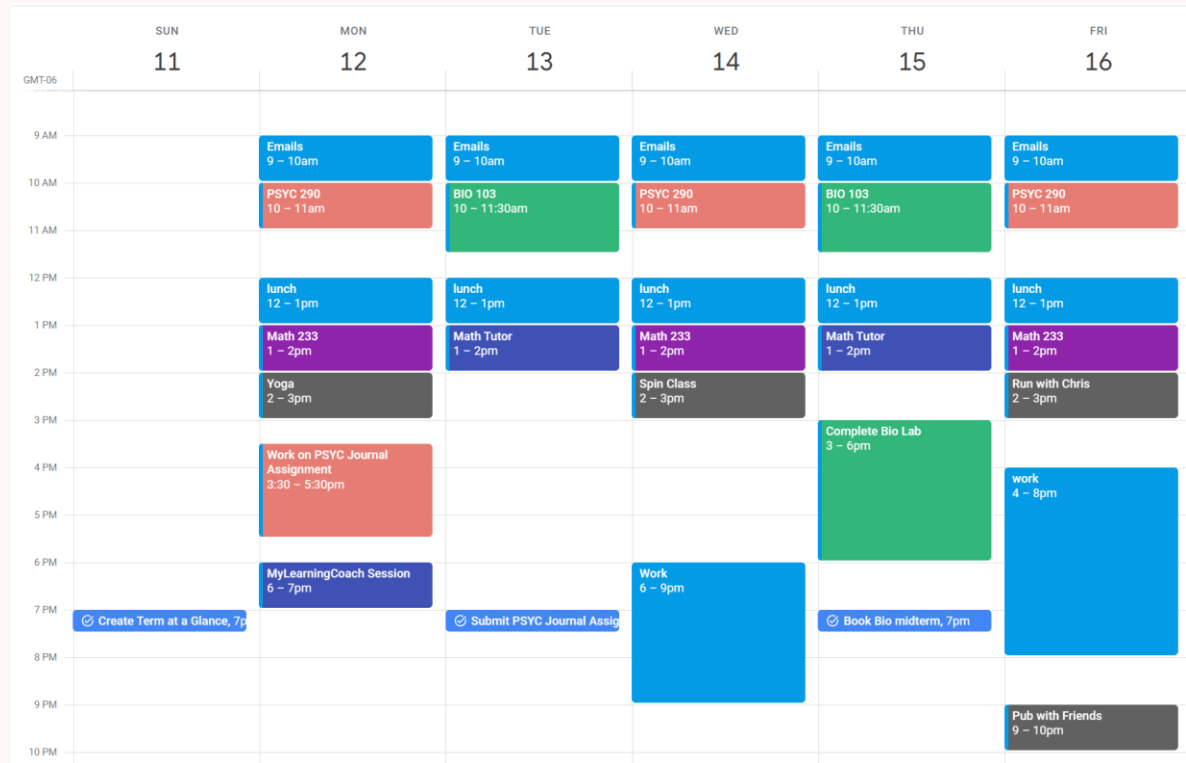 SUN
MON
TUE
WED
THU
FRI
11
12
13
14
15
16
GMT-06
9 AM
Emails
9 – 10am
Emails
9 – 10am
Emails
9 – 10am
Emails
9 – 10am
Emails
9 – 10am
10 AM
PSYC 290
10 – 11am
BIO 103
10 – 11:30am
PSYC 290
10 – 11am
BIO 103
10 – 11:30am
PSYC 290
10 – 11am
11 AM
12 PM
lunch
12 – 1pm
lunch
12 – 1pm
lunch
12 – 1pm
lunch
12 – 1pm
lunch
12 – 1pm
1 PM
Math 233
1 – 2pm
Math Tutor
1 – 2pm
Math 233
1 – 2pm
Math Tutor
1 – 2pm
Math 233
1 – 2pm
2 PM
Yoga
2 – 3pm
Spin Class
2 – 3pm
Run with Chris
2 – 3pm
3 PM
Complete Bio Lab
3 – 6pm
Work on PSYC Journal
Assignment
3:30 – 5:30pm
4 PM
work
4 – 8pm
5 PM
6 PM
MyLearningCoach Session
6 – 7pm
Work
6 – 9pm
7 PM
Create Term at a Glance, 7p
Submit PSYC Journal Assig
Book Bio midterm, 7pm
8 PM
9 PM
Pub with Friends
9 – 10pm
10 PM